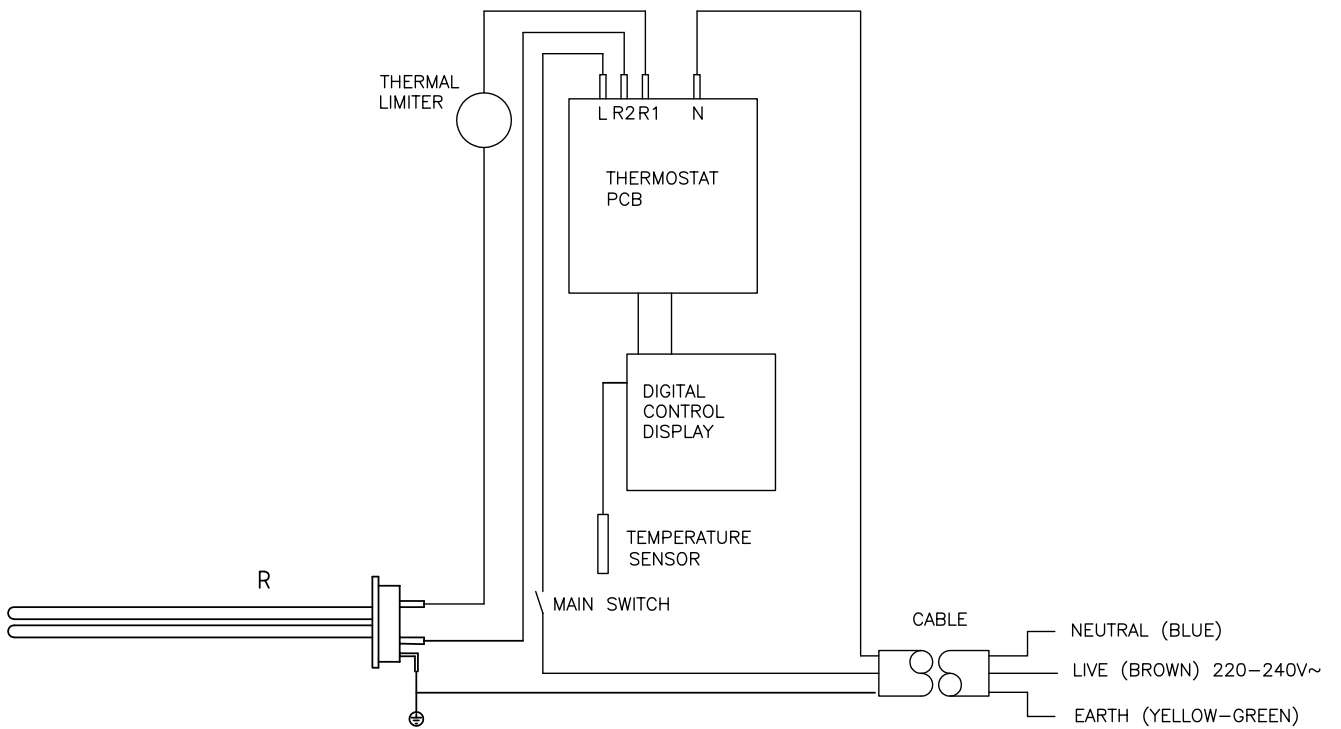 THERMAL
LIMITER
L R2 R1 N
THERMOSTAT
PCB
DIGITAL
CONTROL
DISPLAY
TEMPERATURE
SENSOR
R
MAIN SWITCH
CABLE
NEUTRAL (BLUE)
LIVE (BROWN) 220-240V~
EARTH (YELLOW-GREEN)